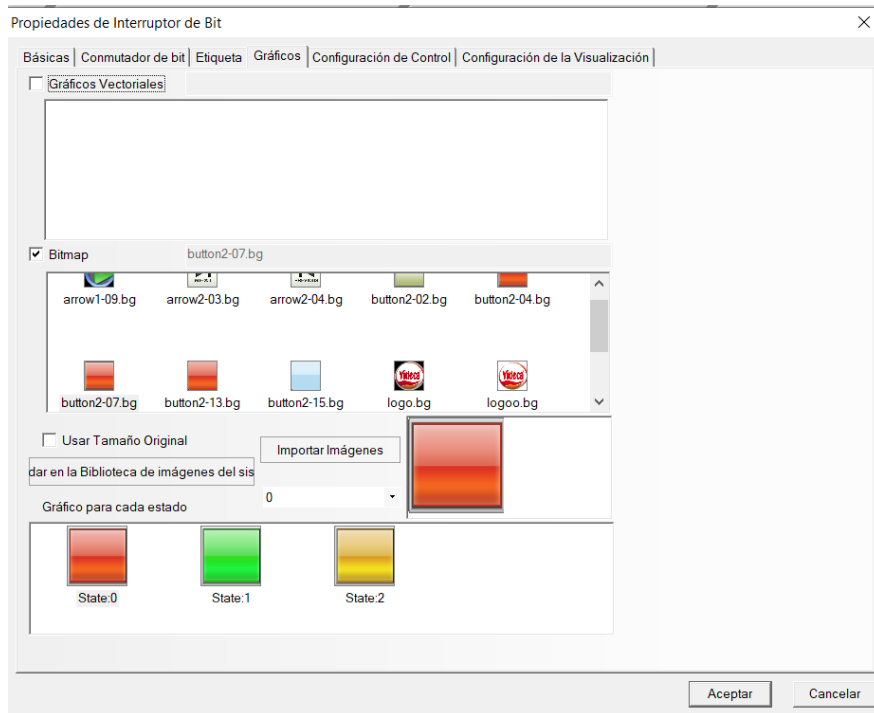 Propiedades de Interruptor de Bit
Básicas Conmutador de bit Etiqueta Gráficos Configuración de Control Configuración de la Visualización
Gráficos Vectoriales
Bitmap button2-07.bg
arrow1-09.bg arrow2-03.bg arrow2-04.bg button2-02.bg button2-04.bg
button2-07.bg button2-13.bg button2-15.bg logo.bg logoo.bg
Usar Tamaño Original
Importar Imágenes
dar en la Biblioteca de imágenes del sis
0
Gráfico para cada estado
State:0 State:1 State:2
Aceptar Cancelar